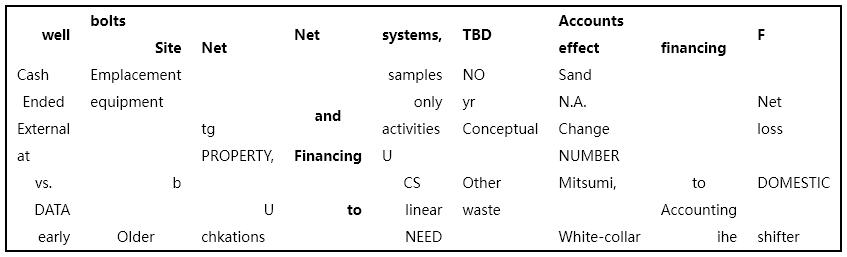 well bolts Site Net Net systems, TBD Accounts effect financing F
Cash Emplacement samples NO Sand
Ended equipment only yr N.A. Net
External tg and activities Conceptual Change loss
at PROPERTY, Financing U NUMBER
vs. b CS Other Mitsumi, to DOMESTIC
DATA U to linear waste Accounting
early Older chkations NEED White-collar ihe shifter